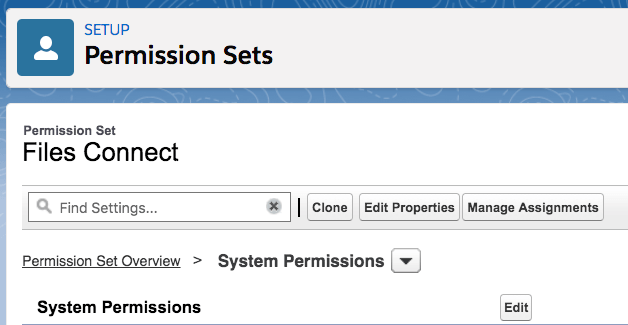 SETUP
Permission Sets
Permission Set
Files Connect
Find Settings... Clone Edit Properties Manage Assignments
Permission Set Overview > System Permissions
System Permissions Edit